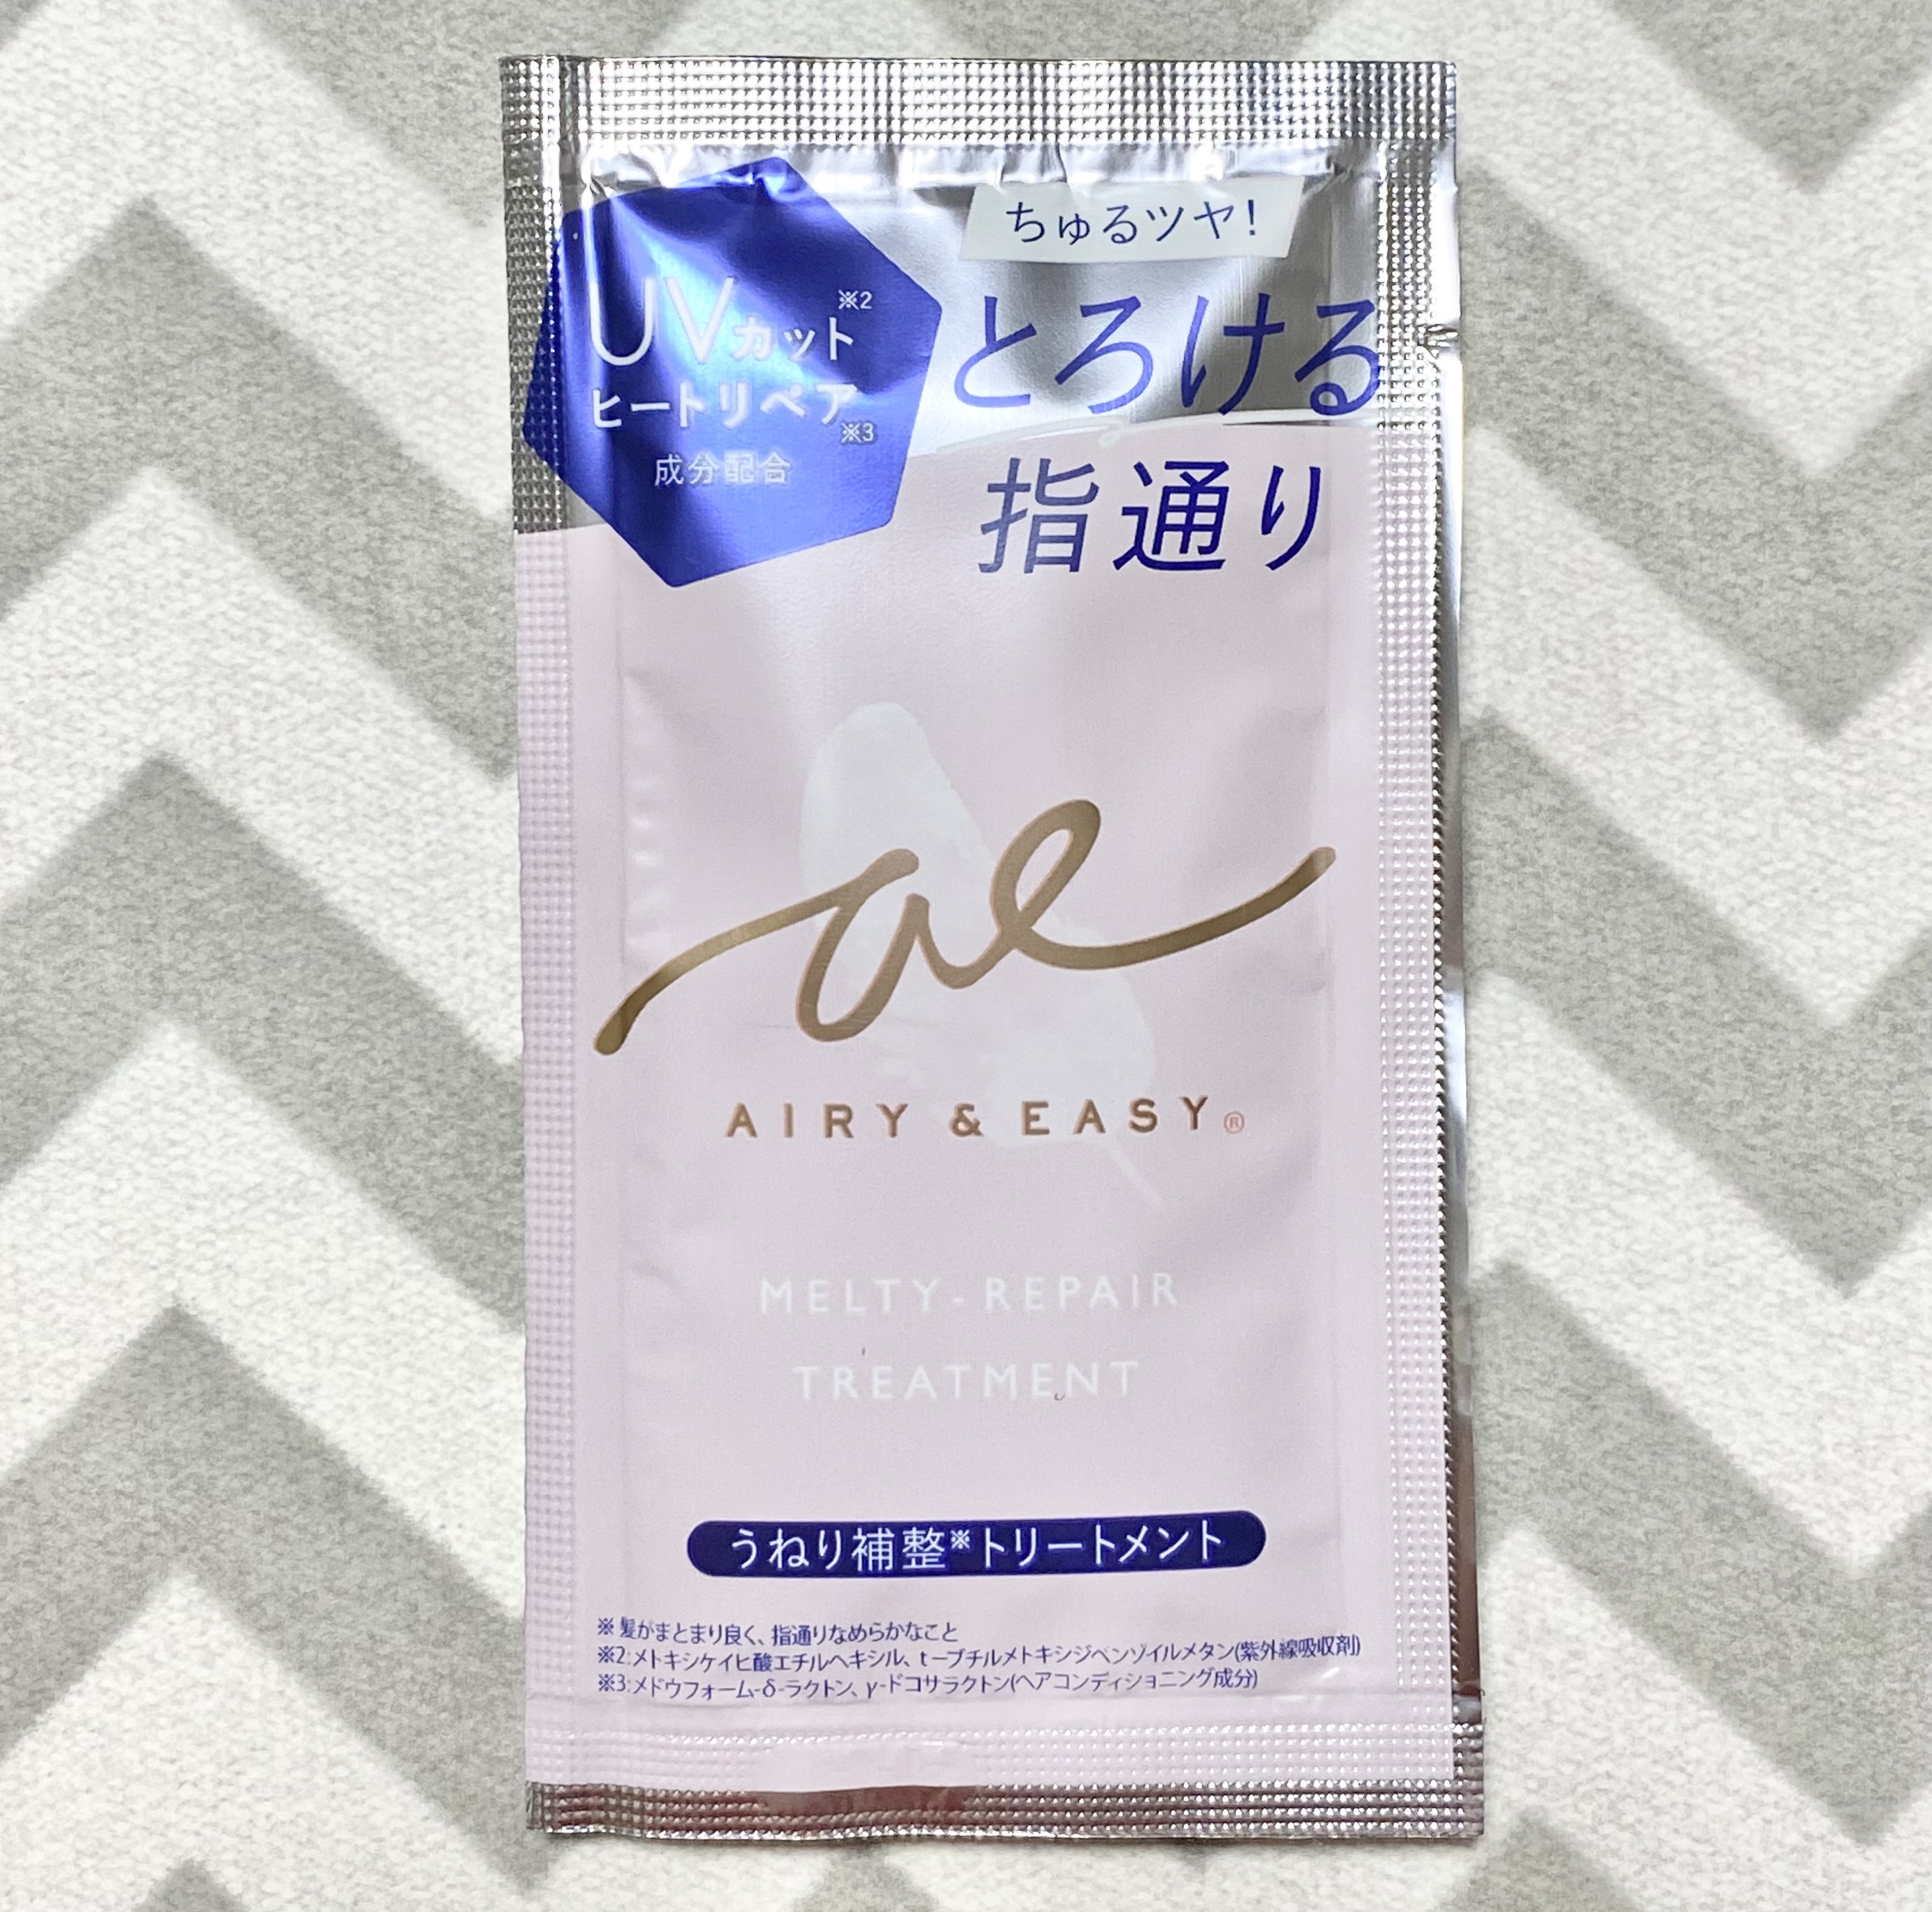 UVカット※2
ヒートリペア※3
成分配合
ちゅるツヤ!
とろける
指通り
ae
AIRY & EASY®
MELTY-REPAIR
TREATMENT
うねり補整※トリートメント
※髪がまとまり良く、指通りなめらかなこと
※2:メトキシケイヒ酸エチルヘキシル、t-ブチルメトキシジベンゾイルメタン(紫外線吸収剤)
※3:メドウフォーム-δ-ラクトン、γ-ドコサラクトン(ヘアコンディショニング成分)